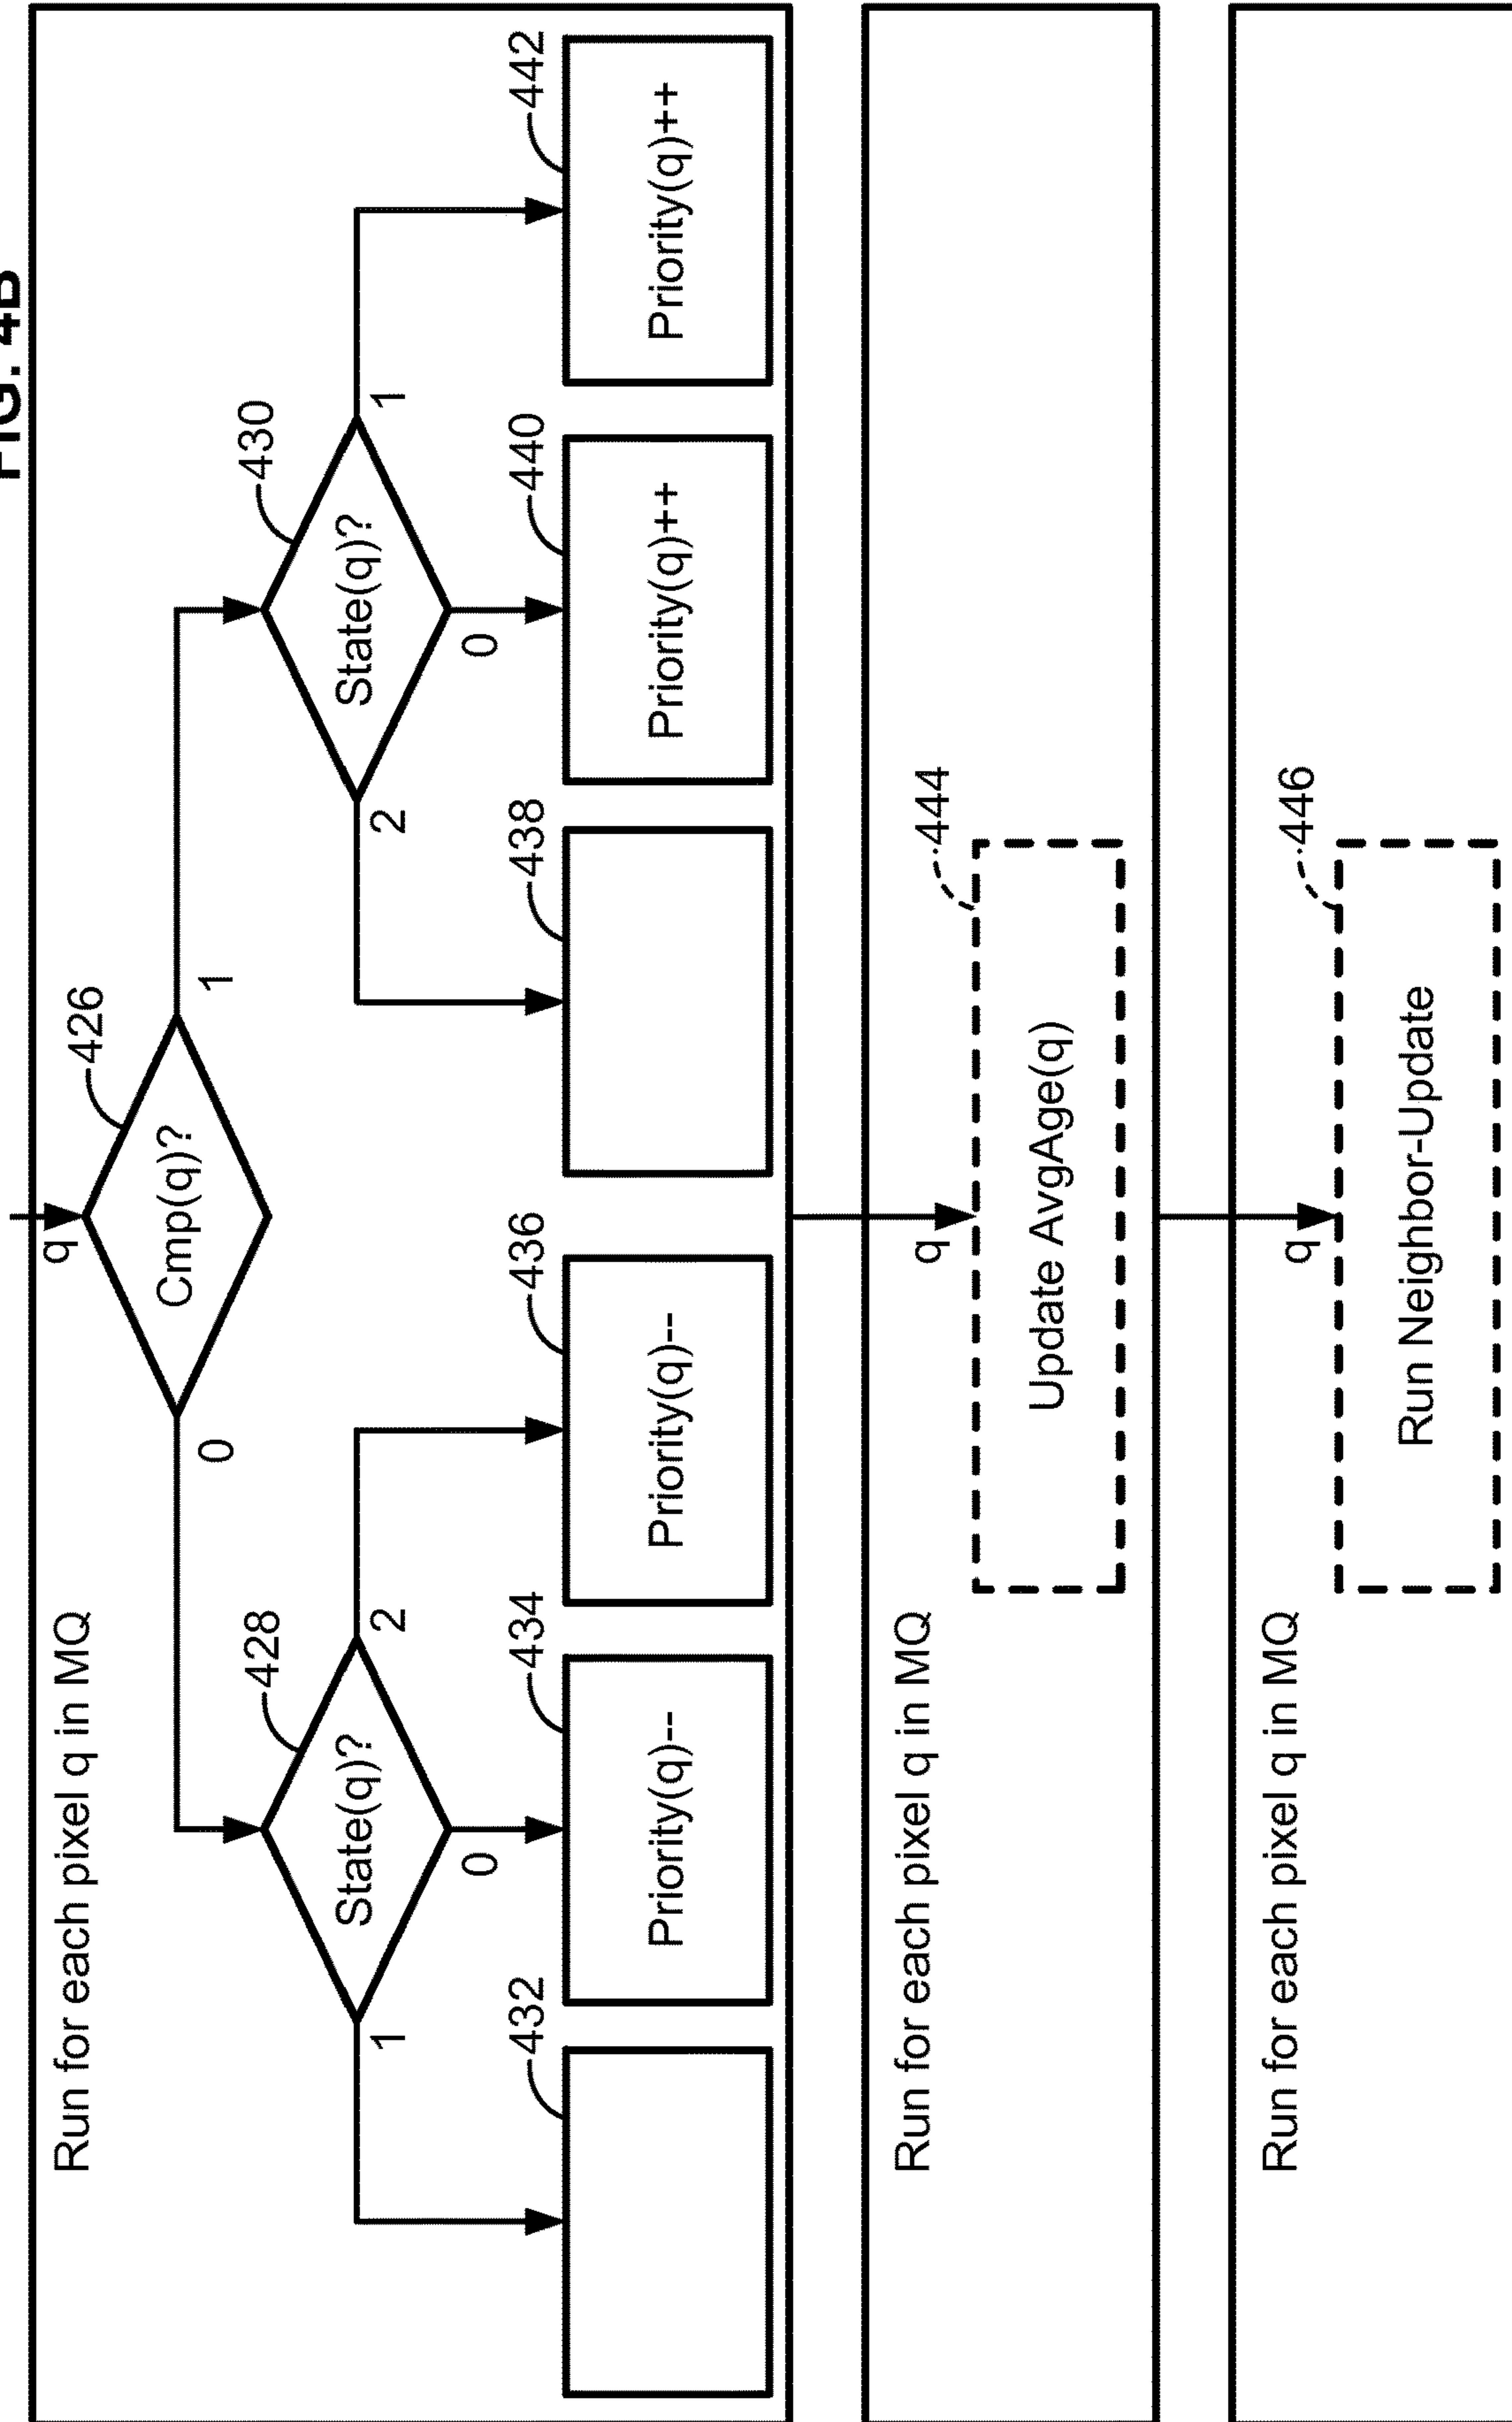 FIG. 4B
Run for each pixel q in MQ
q
426
Cmp(q)?
0
1
428
State(q)?
430
State(q)?
1
0
2
2
0
1
432
434
Priority(q)--
436
Priority(q)--
438
440
Priority(q)++
442
Priority(q)++
Run for each pixel q in MQ
q
444
Update AvgAge(q)
Run for each pixel q in MQ
q
446
Run Neighbor-Update